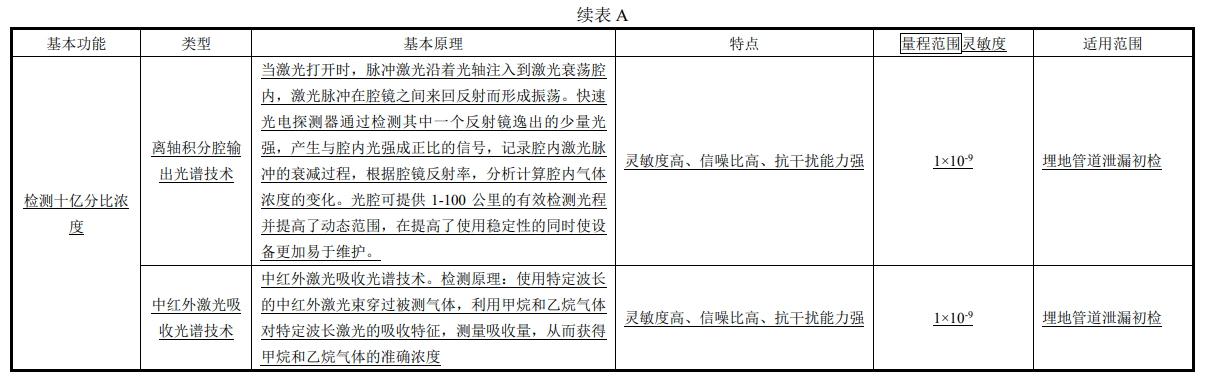 续表 A
基本功能 类型 基本原理 特点 量程范围灵敏度 适用范围
检测十亿分比浓
度
离轴积分腔输
出光谱技术
当激光打开时，脉冲激光沿着光轴注入到激光衰荡腔
内，激光脉冲在腔镜之间来回反射而形成振荡。快速
光电探测器通过检测其中一个反射镜逸出的少量光
强，产生与腔内光强成正比的信号，记录腔内激光脉
冲的衰减过程，根据腔镜反射率，分析计算腔内气体
浓度的变化。光腔可提供 1-100 公里的有效检测光程
并提高了动态范围，在提高了使用稳定性的同时使设
备更加易于维护。
灵敏度高、信噪比高、抗干扰能力强
1×10-9
埋地管道泄漏初检
中红外激光吸
收光谱技术
中红外激光吸收光谱技术。检测原理：使用特定波长
的中红外激光束穿过被测气体，利用甲烷和乙烷气体
对特定波长激光的吸收特征，测量吸收量，从而获得
甲烷和乙烷气体的准确浓度
灵敏度高、信噪比高、抗干扰能力强
1×10-9
埋地管道泄漏初检